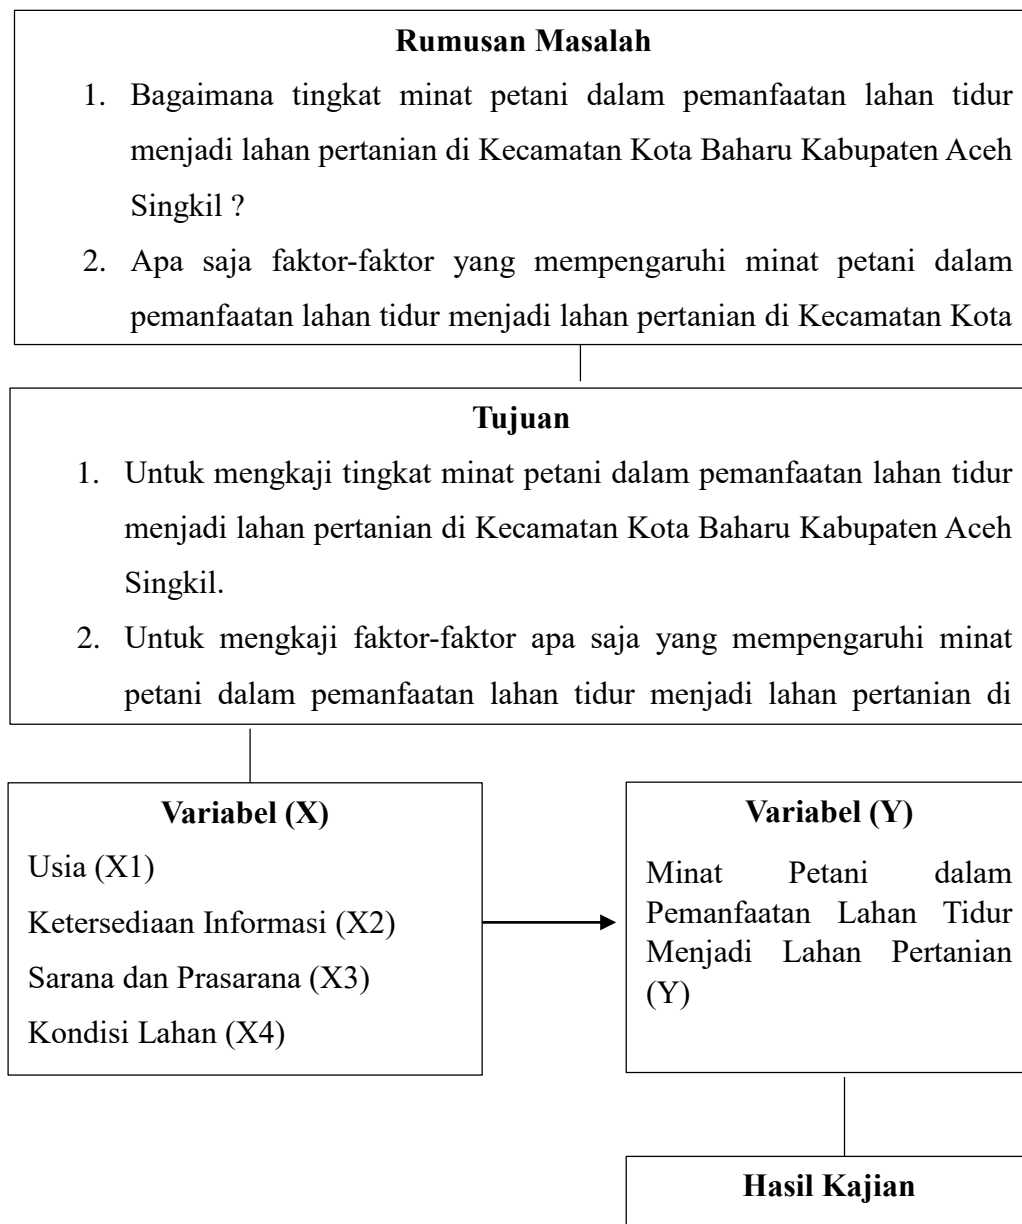 Rumusan Masalah
1. Bagaimana tingkat minat petani dalam pemanfaatan lahan tidur
menjadi lahan pertanian di Kecamatan Kota Baharu Kabupaten Aceh
Singkil ?
2. Apa saja faktor-faktor yang mempengaruhi minat petani dalam
pemanfaatan lahan tidur menjadi lahan pertanian di Kecamatan Kota
Tujuan
1. Untuk mengkaji tingkat minat petani dalam pemanfaatan lahan tidur
menjadi lahan pertanian di Kecamatan Kota Baharu Kabupaten Aceh
Singkil.
2. Untuk mengkaji faktor-faktor apa saja yang mempengaruhi minat
petani dalam pemanfaatan lahan tidur menjadi lahan pertanian di
Variabel (X)
Usia (X1)
Ketersediaan Informasi (X2)
Sarana dan Prasarana (X3)
Kondisi Lahan (X4)
Variabel (Y)
Minat Petani dalam
Pemanfaatan Lahan Tidur
Menjadi Lahan Pertanian
(Y)
Hasil Kajian